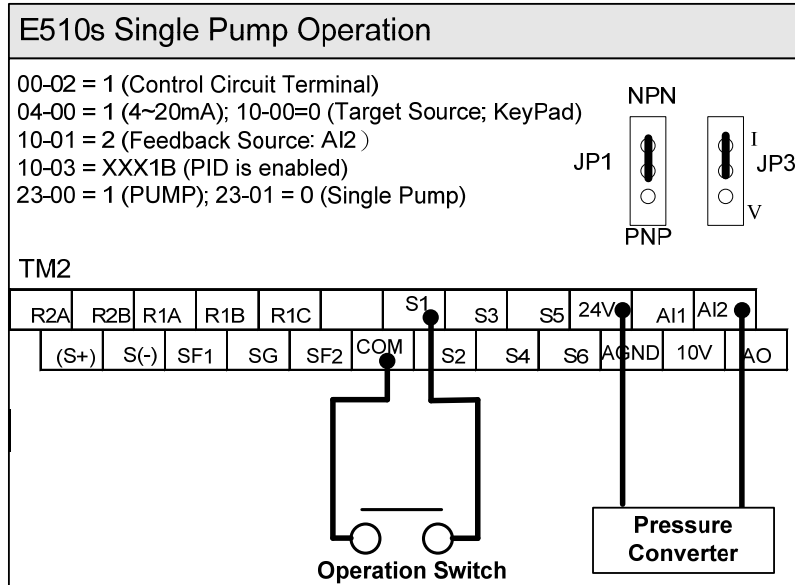 E510s Single Pump Operation
00-02 = 1 (Control Circuit Terminal)
04-00 = 1 (4~20mA); 10-00=0 (Target Source; KeyPad)
10-01 = 2 (Feedback Source: AI2）
10-03 = XXX1B (PID is enabled)
23-00 = 1 (PUMP); 23-01 = 0 (Single Pump)
NPN
JP1
I
JP3
V
PNP
TM2
R2A R2B R1A R1B R1C S1 S3 S5 24V AI1 AI2
(S+) S(-) SF1 SG SF2 COM S2 S4 S6 AGND 10V AO
Operation Switch
Pressure
Converter